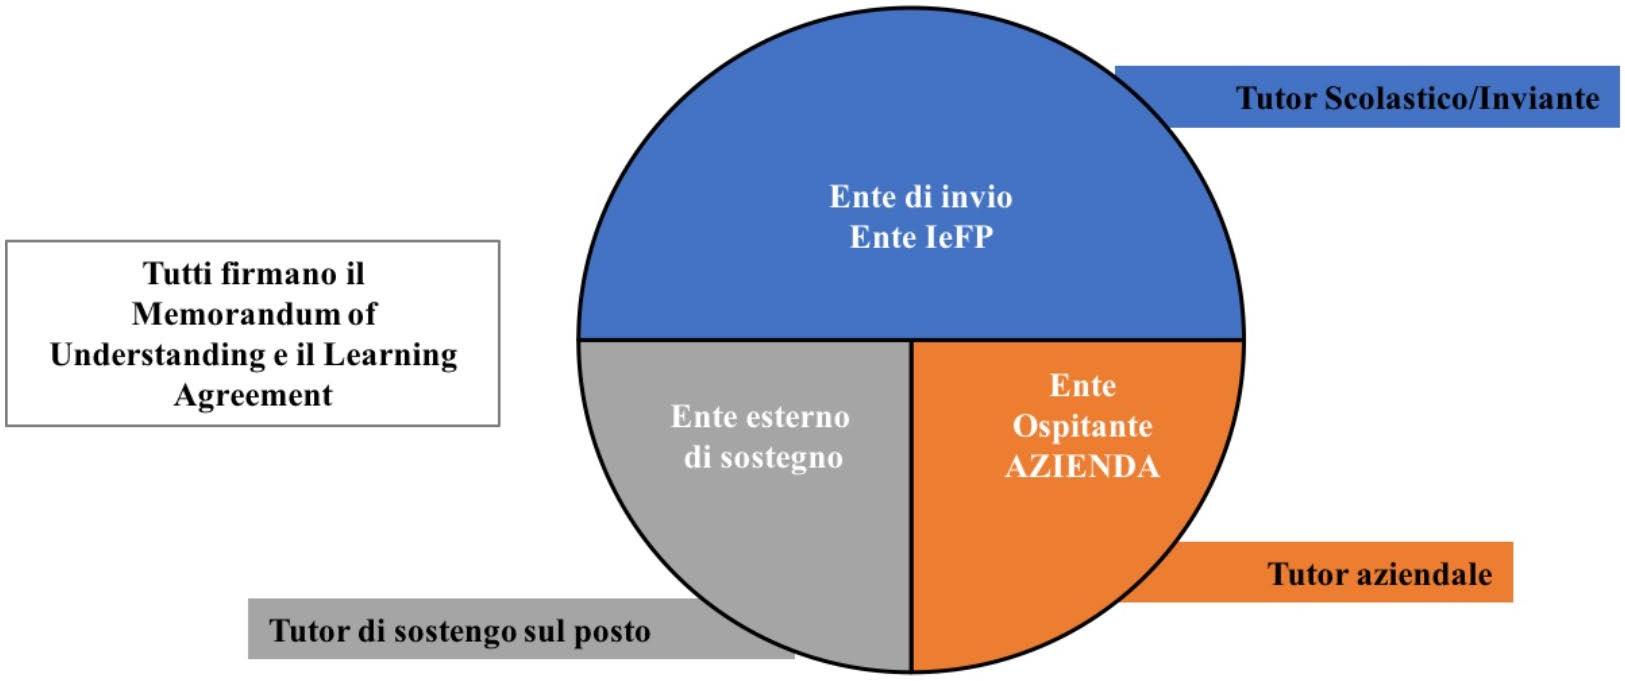 Tutor Scolastico/Inviante
Ente di invio
Ente IeFP
Tutti firmano il
Memorandum of
Understanding e il Learning
Agreement
Ente esterno
di sostegno
Ente
Ospitante
AZIENDA
Tutor aziendale
Tutor di sostengo sul posto